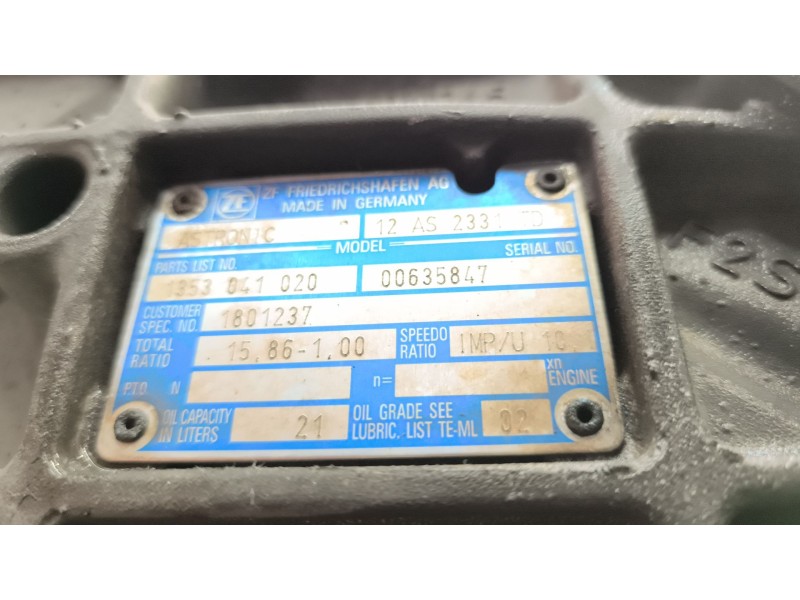 ZF FRIEDRICHSHAFEN AG
MADE IN GERMANY
ASTRONIC 12 AS 2331 TD
MODEL
PARTS LIST NO. SERIAL NO.
1353 041 020 00635847
CUSTOMER SPEC. NO. 1801237
TOTAL RATIO 15,86-1,00 SPEEDO RATIO IMP/U 10
PTO N n= xn ENGINE
OIL CAPACITY IN LITERS 21 OIL GRADE SEE LUBRIC. LIST TE-ML 02